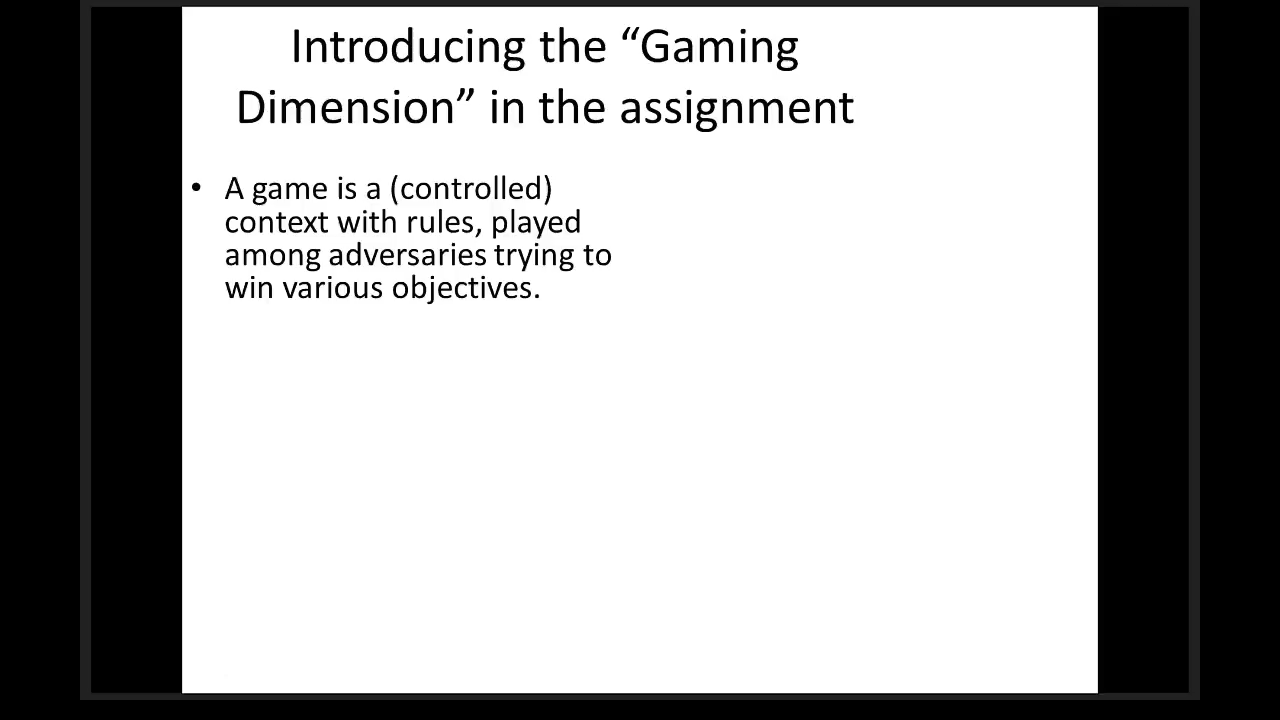 Introducing the “Gaming
Dimension” in the assignment
• A game is a (controlled)
context with rules, played
among adversaries trying to
win various objectives.